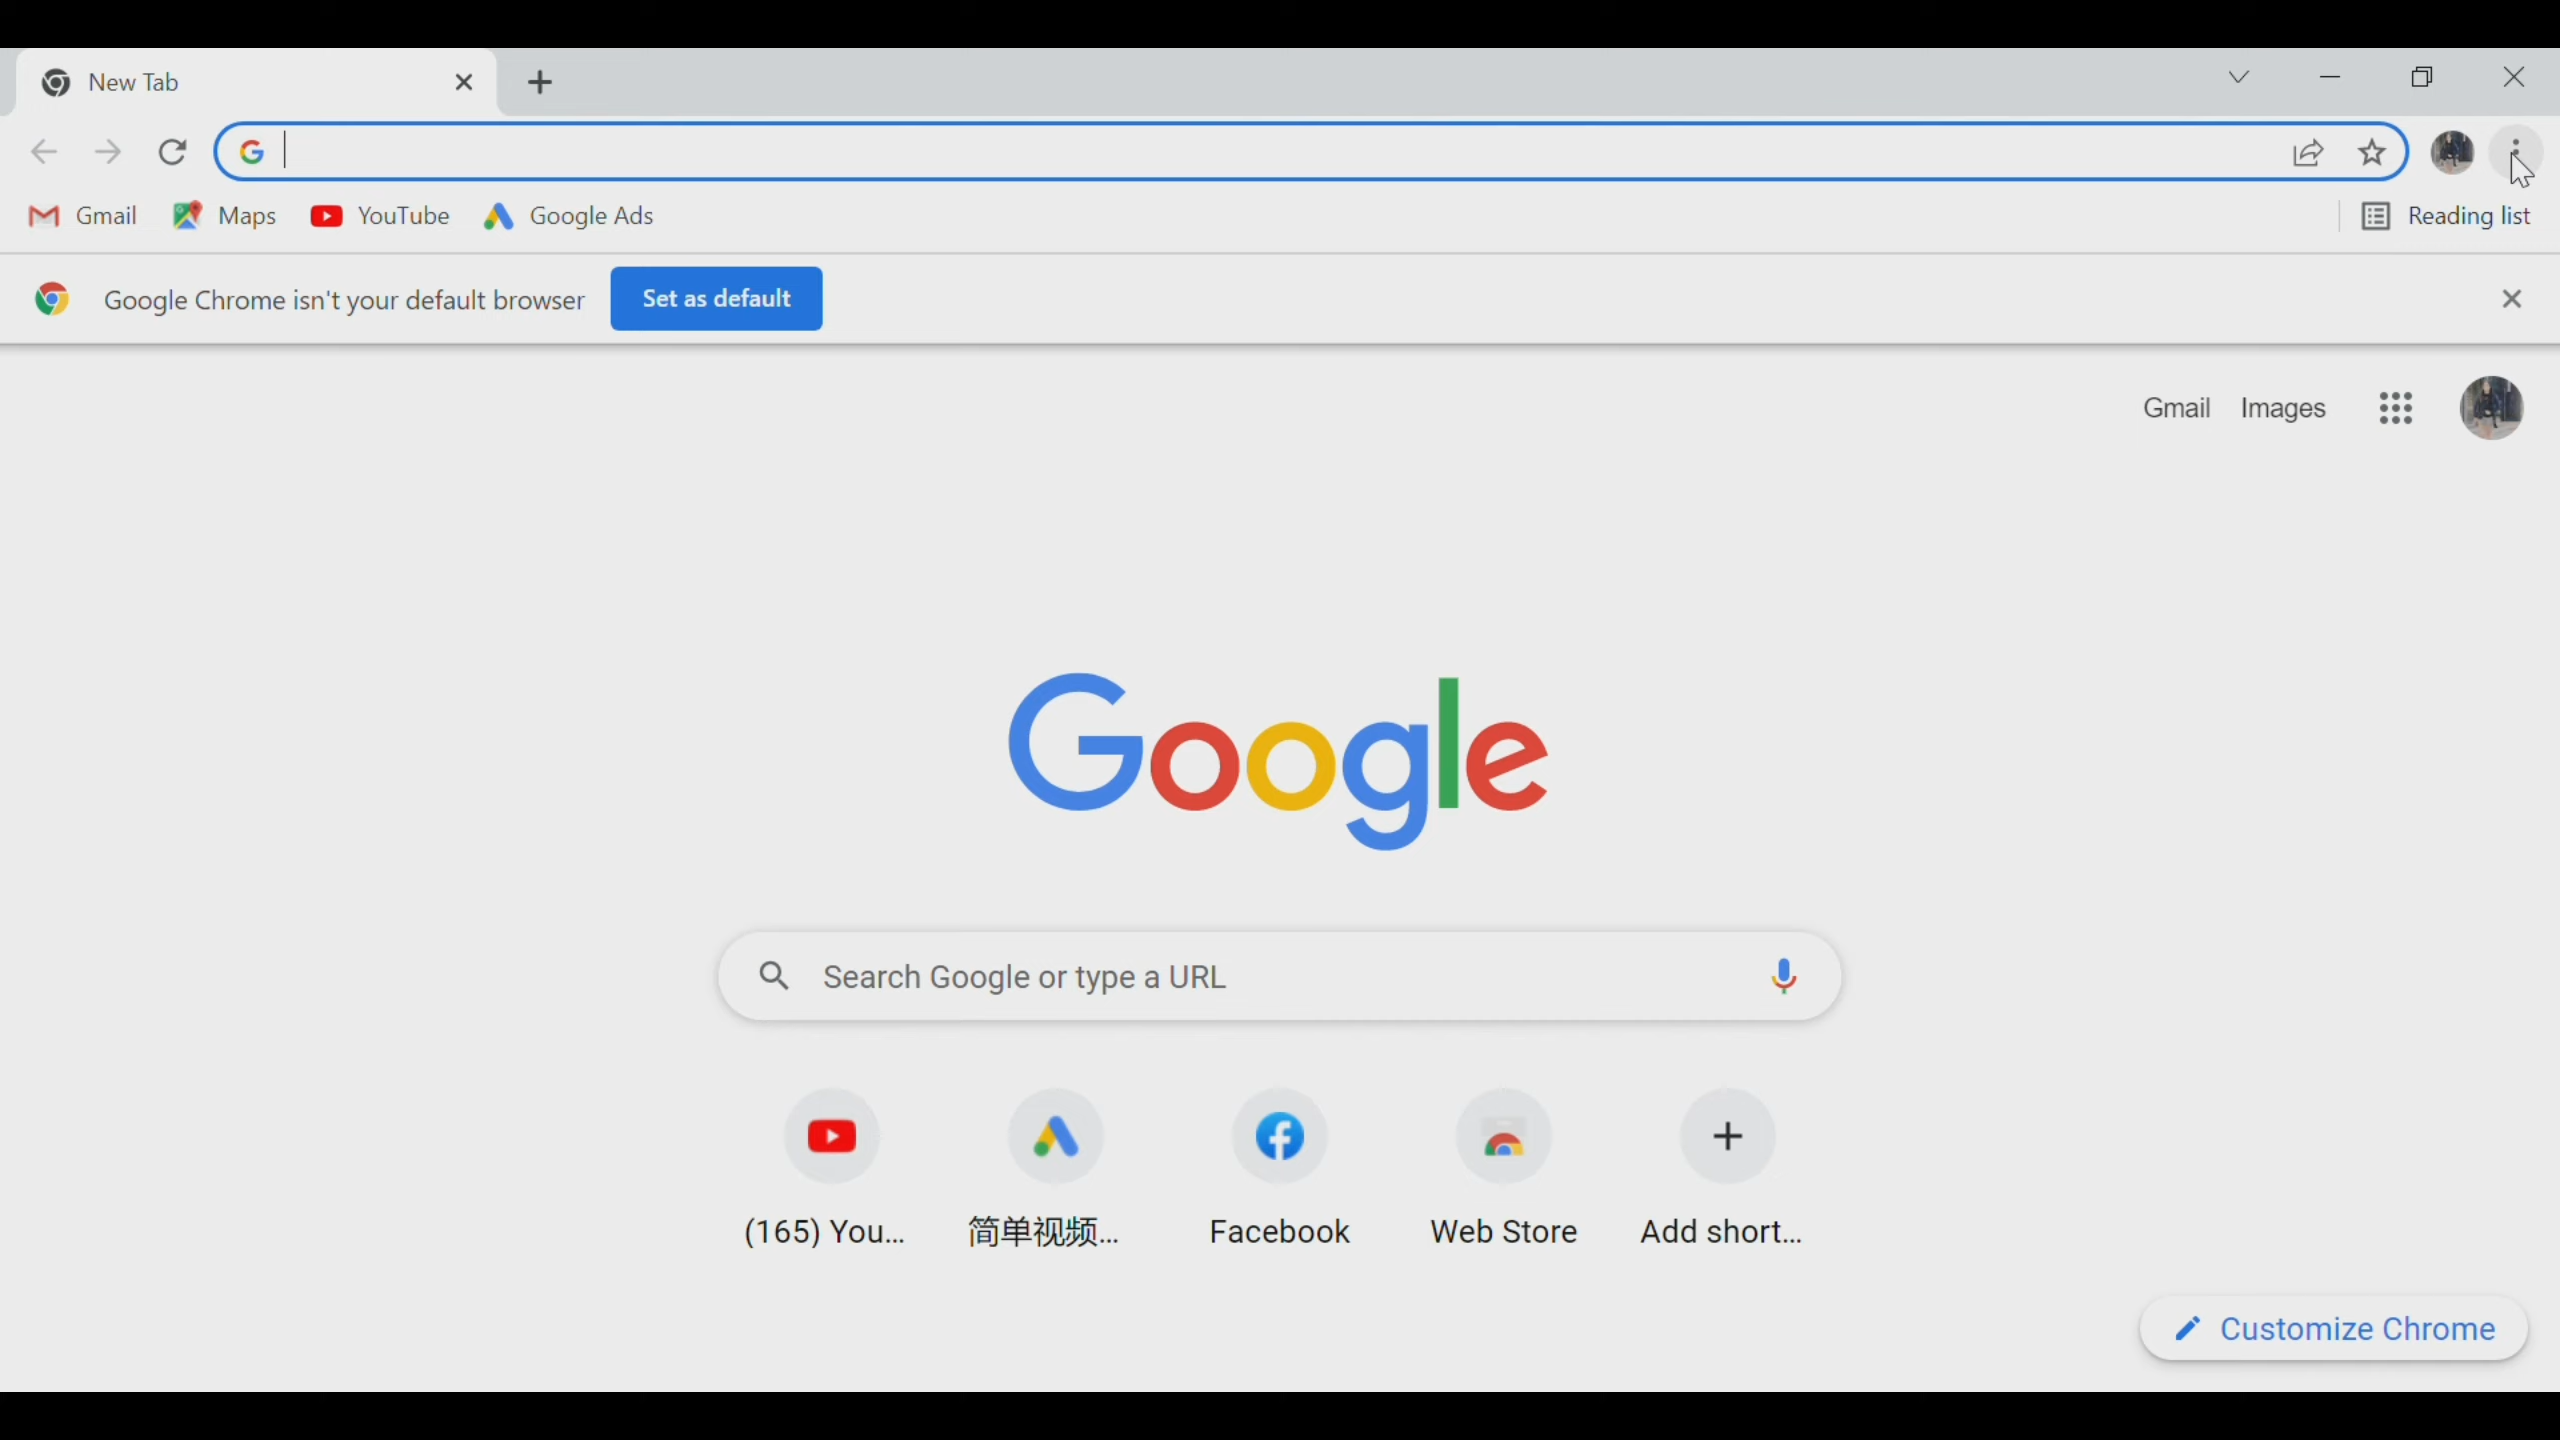 New Tab
Gmail Maps YouTube Google Ads Reading list
Google Chrome isn't your default browser Set as default
Gmail Images
Google
Search Google or type a URL
(165) You... 简单视频... Facebook Web Store Add short...
Customize Chrome